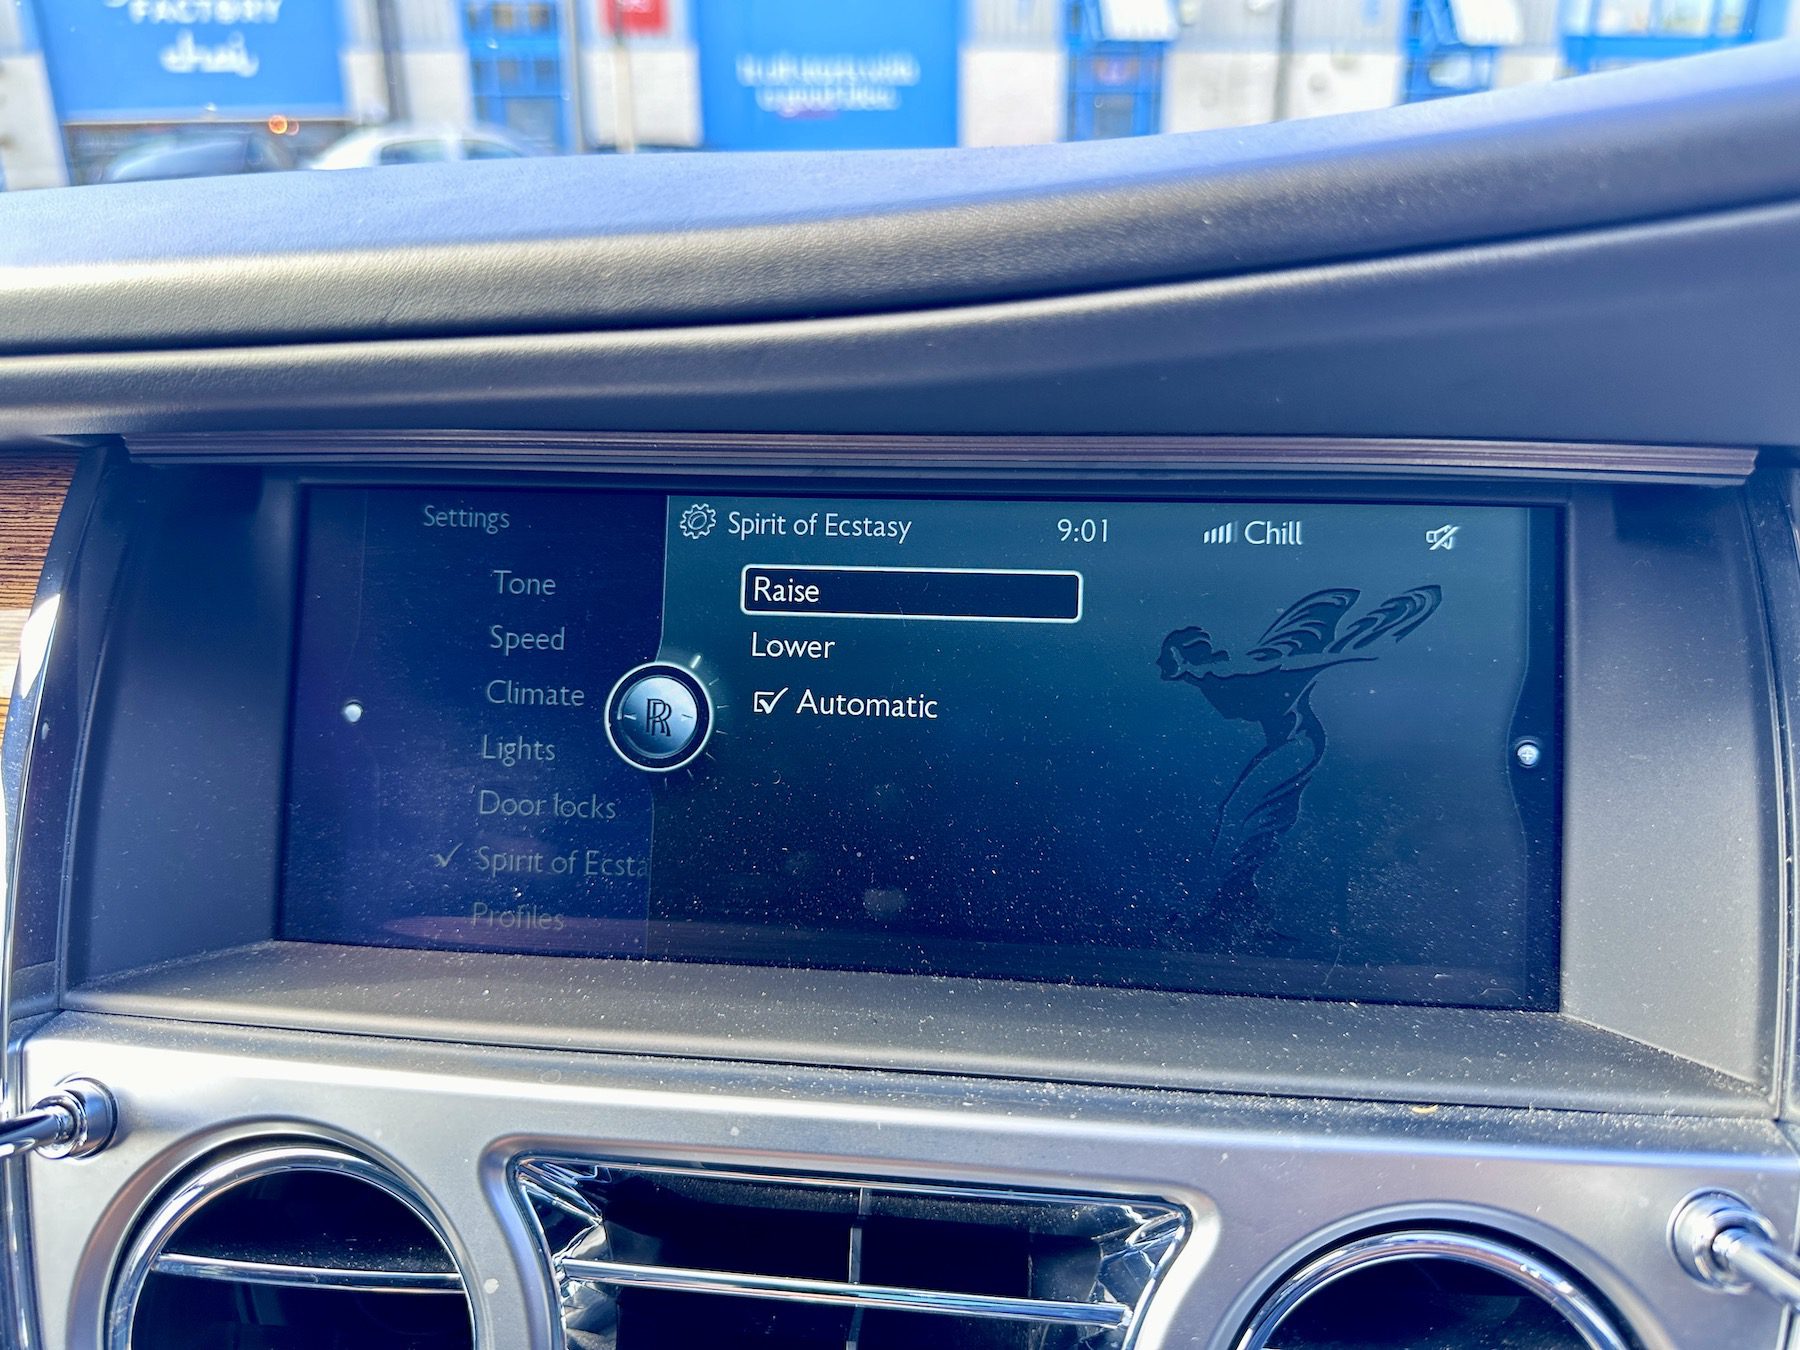 FACTORY
Settings
Tone
Speed
Climate
Lights
Door locks
Spirit of Ecsta
Profiles
RR
Spirit of Ecstasy
9:01
Chill
Raise
Lower
Automatic